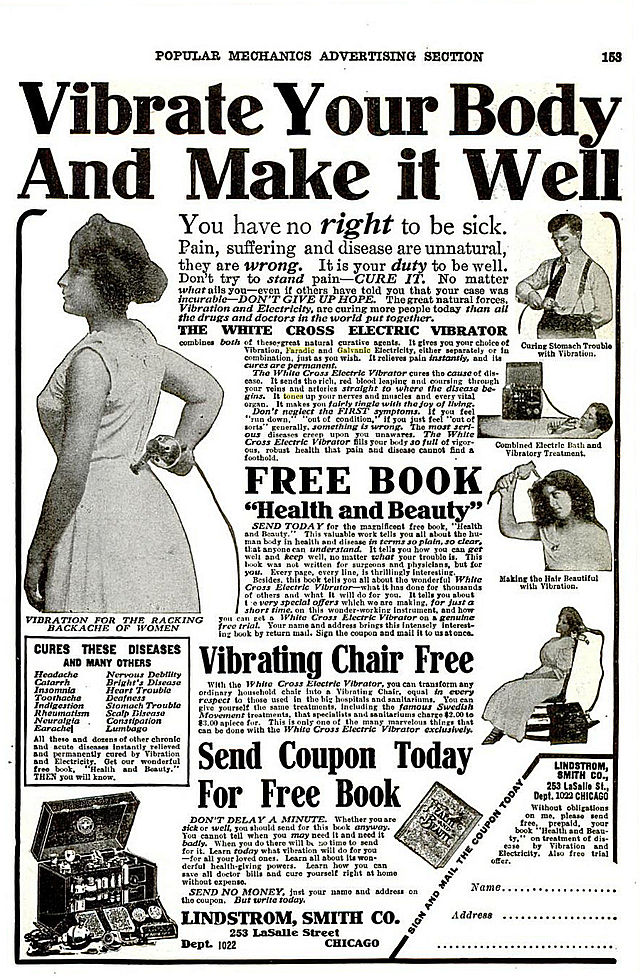 POPULAR MECHANICS ADVERTISING SECTION 153
Vibrate Your Body
And Make it Well
You have no right to be sick.
Pain, suffering and disease are unnatural,
they are wrong. It is your duty to be well.
Don't try to stand pain—CURE IT. No matter
what ails you—even if others have told you that your case was
incurable—DON'T GIVE UP HOPE. The great natural forces,
Vibration and Electricity, are curing more people today than all
the drugs and doctors in the world put together.
THE WHITE CROSS ELECTRIC VIBRATOR
combines both of these great natural curative agents. It gives you your choice of
Vibration, Faradic and Galvanic Electricity, either separately or in
combination, just as you wish. It relieves pain instantly, and its
cures are permanent.
The White Cross Electric Vibrator cures the cause of dis-
ease. It sends the rich, red blood leaping and coursing through
your veins and arteries straight to where the disease be-
gins. It tones up your nerves and muscles and every vital
organ. It makes you fairly tingle with the joy of living.
Don't neglect the FIRST symptoms. If you feel
"run down," "out of condition," if you just feel "out of
sorts" generally, something is wrong. The most seri-
ous diseases creep upon you unawares. The White
Cross Electric Vibrator fills your body so full of vigor-
ous, robust health that pain and disease cannot find a
foothold.
Curing Stomach Trouble
with Vibration.
Combined Electric Bath and
Vibratory Treatment.
Making the Hair Beautiful
with Vibration.
FREE BOOK
"Health and Beauty"
SEND TODAY for the magnificent free book, "Health
and Beauty." This valuable work tells you all about the hu-
man body in health and disease in terms so plain, so clear,
that anyone can understand. It tells you how you can get
well and keep well, no matter what your trouble is. This
book was not written for surgeons and physicians, but for
you. Every page, every line, is thrillingly interesting.
Besides, this book tells you all about the wonderful White
Cross Electric Vibrator—what it has done for thousands
of others and what it will do for you. It tells you about
the very special offers which we are making, for just a
short time, on this wonder-working instrument, and how
you can get a White Cross Electric Vibrator on a genuine
free trial. Your name and address brings this intensely interest-
ing book by return mail. Sign the coupon and mail it to us at once.
VIBRATION FOR THE RACKING
BACKACHE OF WOMEN
CURES THESE DISEASES
AND MANY OTHERS
Headache Nervous Debility
Catarrh Bright's Disease
Insomnia Heart Trouble
Toothache Deafness
Indigestion Stomach Trouble
Rheumatism Scalp Disease
Neuralgia Constipation
Earache Lumbago
All these and dozens of other chronic
and acute diseases instantly relieved
and permanently cured by Vibration
and Electricity. Get our wonderful
free book, "Health and Beauty."
THEN you will know.
Vibrating Chair Free
With the White Cross Electric Vibrator, you can transform any
ordinary household chair into a Vibrating Chair, equal in every
respect to those used in the big hospitals and sanitariums. You can
give yourself the same treatments, including the famous Swedish
Movement treatments, that specialists and sanitariums charge $2.00 to
$3.00 apiece for. This is only one of the many marvelous things that
can be done with the White Cross Electric Vibrator exclusively.
Send Coupon Today
For Free Book
DON'T DELAY A MINUTE. Whether you are
sick or well, you should send for this book anyway.
You cannot tell when you may need it and need it
badly. When you do there will be no time to send
for it. Learn today what vibration will do for you
—for all your loved ones. Learn all about its won-
derful health-giving powers. Learn how you can
save all doctor bills and cure yourself right at home
without expense.
SEND NO MONEY, just your name and address on
the coupon. But write today.
LINDSTROM, SMITH CO.
253 LaSalle Street
Dept. 1022 CHICAGO
HEALTH AND BEAUTY
SIGN AND MAIL THE COUPON TODAY
LINDSTROM,
SMITH CO.,
253 LaSalle St.,
Dept. 1022 CHICAGO
Without obligations
on me, please send
free, prepaid, your
book "Health and Beau-
ty," on treatment of dis-
ease by Vibration and
Electricity. Also free trial
offer.
Name
Address